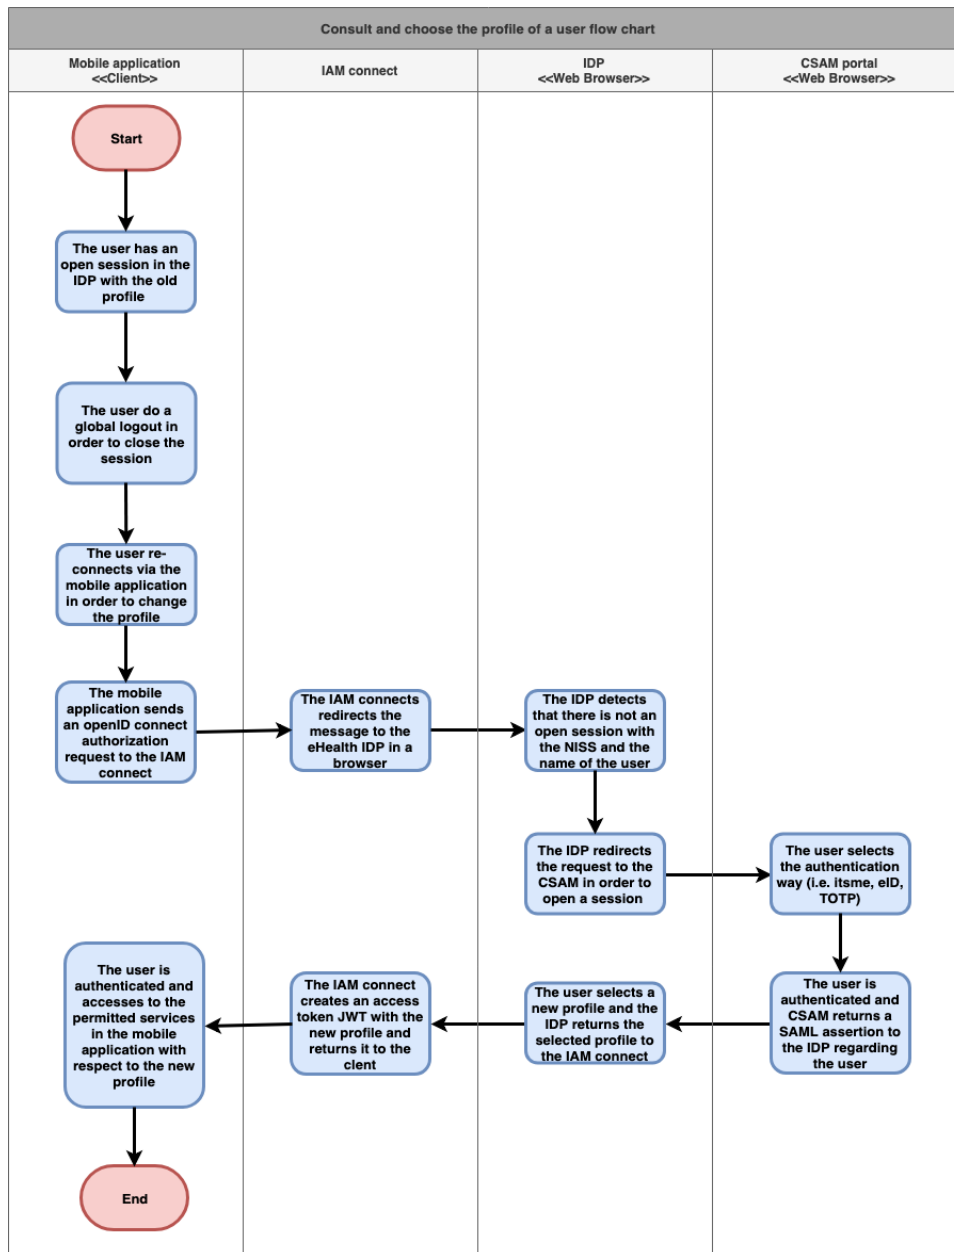 Consult and choose the profile of a user flow chart
Mobile application
<<Client>>
IAM connect
IDP
<<Web Browser>>
CSAM portal
<<Web Browser>>
Start
The user has an
open session in the
IDP with the old
profile
The user do a
global logout in
order to close the
session
The user re-
connects via the
mobile application
in order to change
the profile
The mobile
application sends
an openID connect
authorization
request to the IAM
connect
The IAM connects
redirects the
message to the
eHealth IDP in a
browser
The IDP detects
that there is not an
open session with
the NISS and the
name of the user
The IDP redirects
the request to the
CSAM in order to
open a session
The user selects
the authentication
way (i.e. itsme, eID,
TOTP)
The user is
authenticated and
CSAM returns a
SAML assertion to
the IDP regarding
the user
The user selects a
new profile and the
IDP returns the
selected profile to
the IAM connect
The IAM connect
creates an access
token JWT with the
new profile and
returns it to the
clent
The user is
authenticated and
accesses to the
permitted services
in the mobile
application with
respect to the new
profile
End